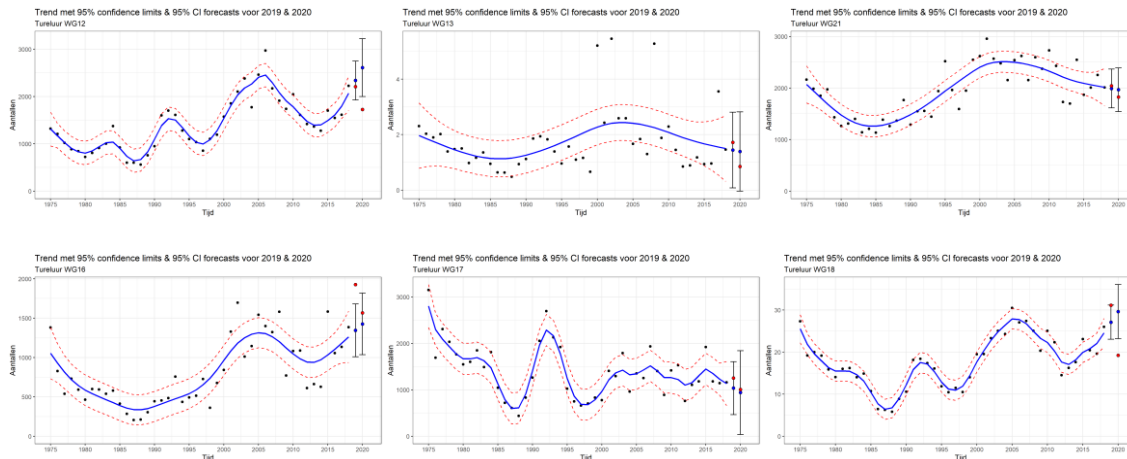 Trend met 95% confidence limits & 95% CI forecasts voor 2019 & 2020
Tureluur WG12
3000
2000
1000
0
Aantallen
1975 1980 1985 1990 1995 2000 2005 2010 2015 2020
Tijd
Trend met 95% confidence limits & 95% CI forecasts voor 2019 & 2020
Tureluur WG13
4
2
0
Aantallen
1975 1980 1985 1990 1995 2000 2005 2010 2015 2020
Tijd
Trend met 95% confidence limits & 95% CI forecasts voor 2019 & 2020
Tureluur WG21
3000
2000
1000
0
Aantallen
1975 1980 1985 1990 1995 2000 2005 2010 2015 2020
Tijd
Trend met 95% confidence limits & 95% CI forecasts voor 2019 & 2020
Tureluur WG16
2000
1500
1000
500
0
Aantallen
1975 1980 1985 1990 1995 2000 2005 2010 2015 2020
Tijd
Trend met 95% confidence limits & 95% CI forecasts voor 2019 & 2020
Tureluur WG17
3000
2000
1000
0
Aantallen
1975 1980 1985 1990 1995 2000 2005 2010 2015 2020
Tijd
Trend met 95% confidence limits & 95% CI forecasts voor 2019 & 2020
Tureluur WG18
30
20
10
0
Aantallen
1975 1980 1985 1990 1995 2000 2005 2010 2015 2020
Tijd